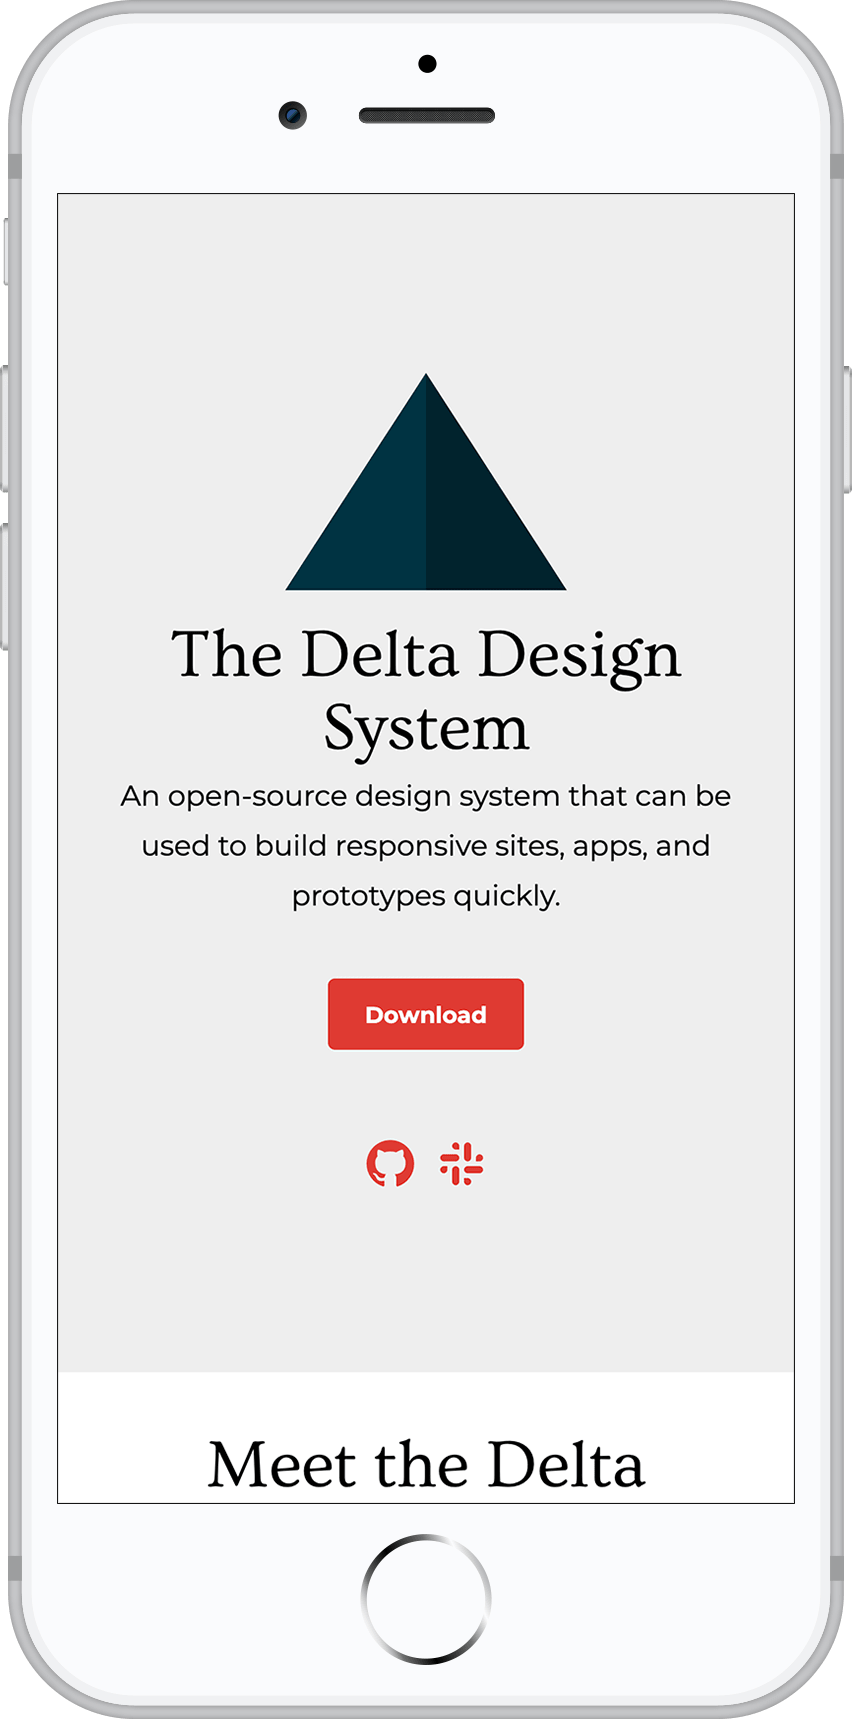 The Delta Design
System
An open-source design system that can be
used to build responsive sites, apps, and
prototypes quickly.
Download
Meet the Delta